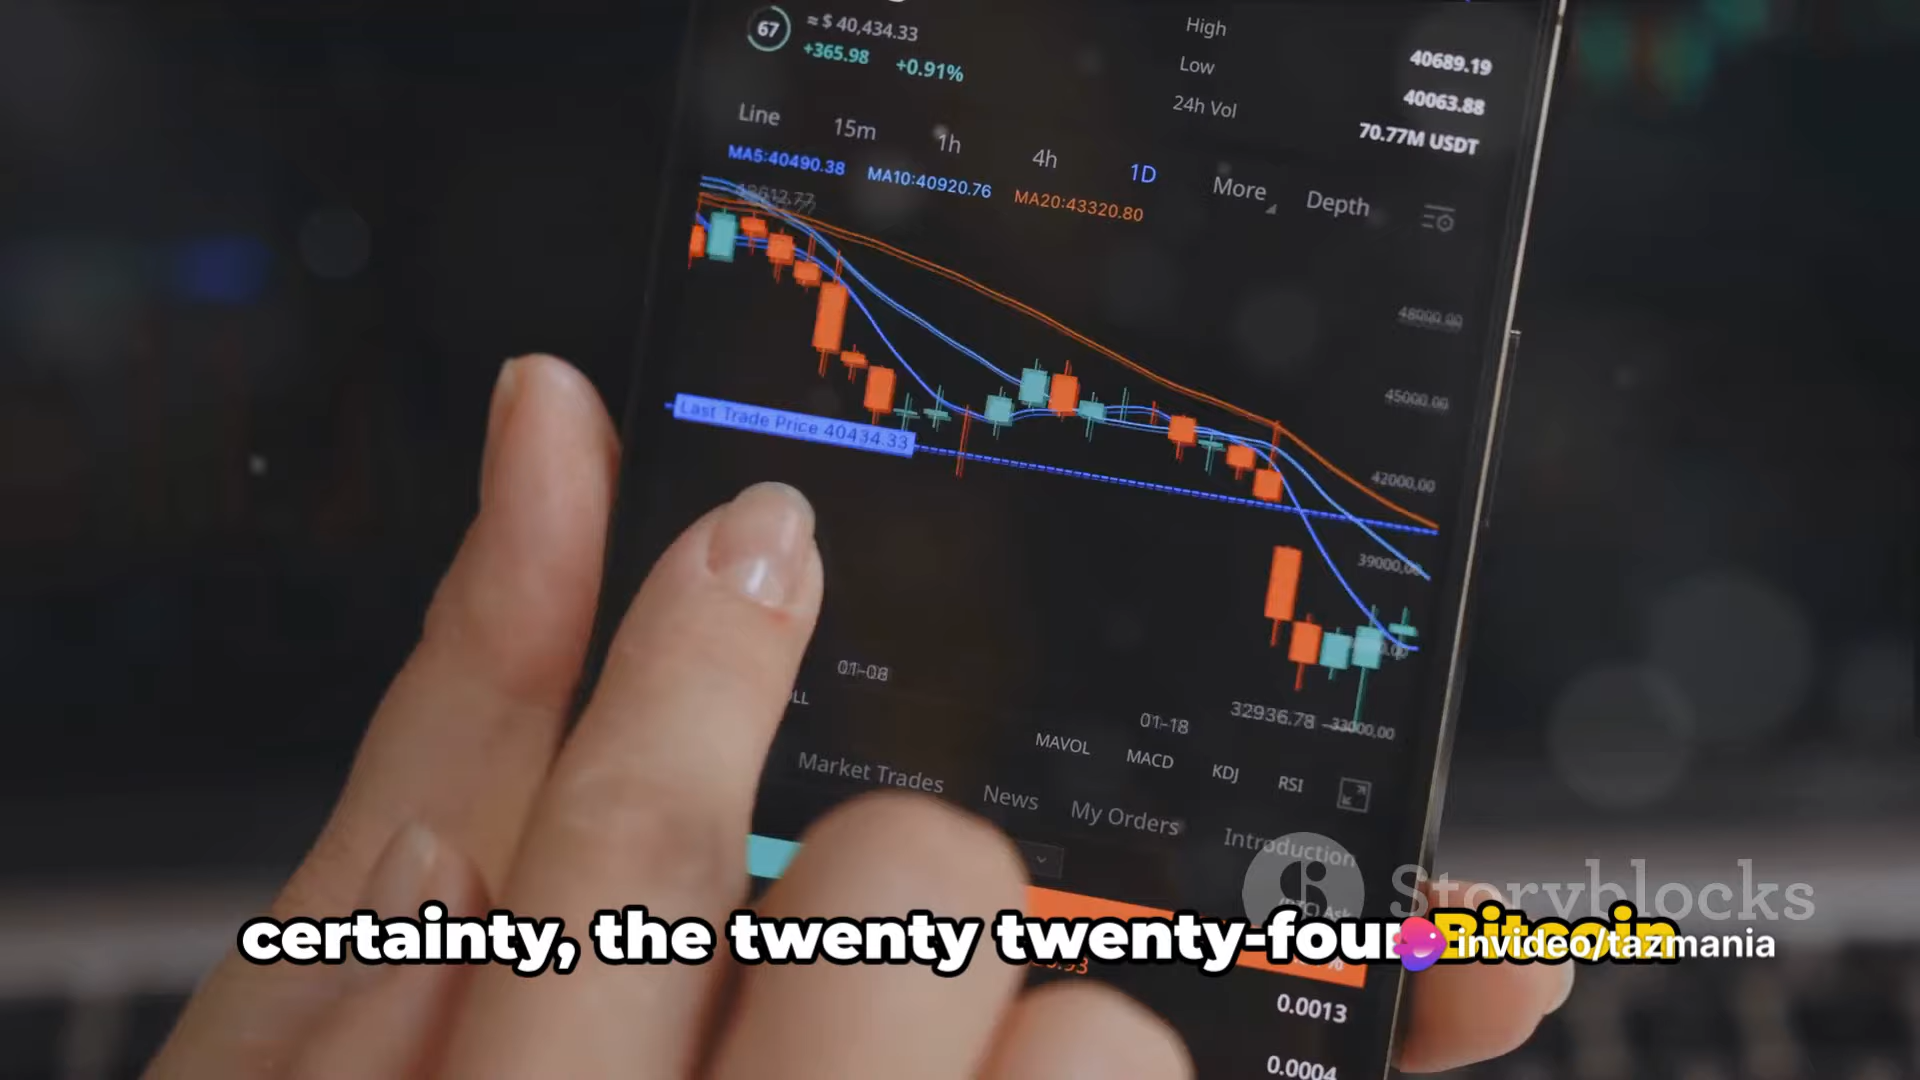 67
≈ $ 40,434.33
+365.98 +0.91%
High 40689.19
Low 40063.88
24h Vol 70.77M USDT
Line 15m 1h 4h 1D More Depth
MA5:40490.38 MA10:40920.76 MA20:43320.80
48000.00
45000.00
Last Trade Price 40434.33
42000.00
39000.00
01-08
32936.78
33000.00
01-18
MAVOL MACD KDJ RSI
Market Trades News My Orders Introduction
Storyblocks
certainty, the twenty twenty-four Bitcoin
invideo/tazmania
0.0013
0.0004